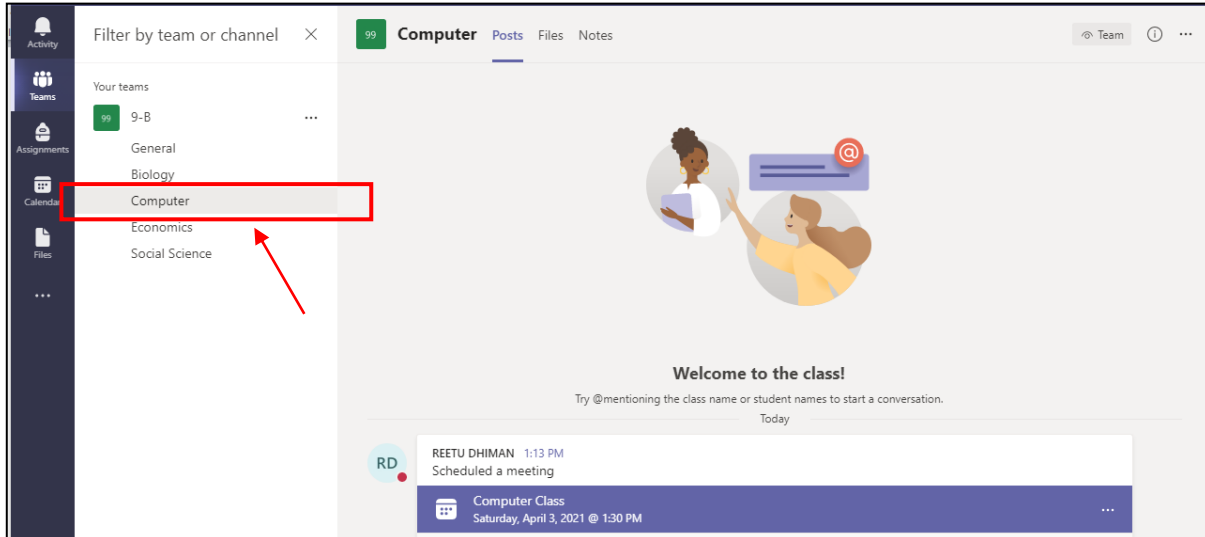 Activity
Teams
Assignments
Calendar
Files
Filter by team or channel
Your teams
99 9-B
General
Biology
Computer
Economics
Social Science
99 Computer Posts Files Notes
Team
@
Welcome to the class!
Try @mentioning the class name or student names to start a conversation.
Today
RD
REETU DHIMAN 1:13 PM
Scheduled a meeting
Computer Class
Saturday, April 3, 2021 @ 1:30 PM